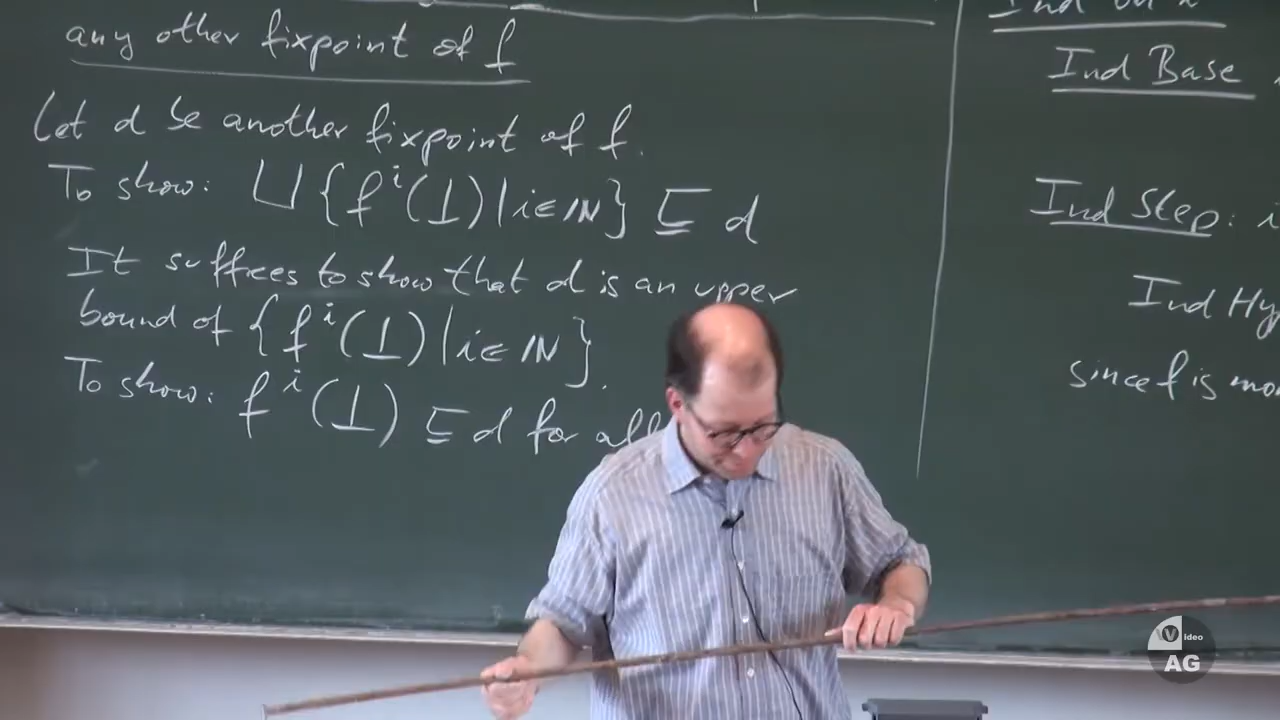 any other fixpoint of f
Let d be another fixpoint of f.
To show: ⊔ { fⁱ(⊥) | i ∈ ℕ } ⊑ d
It suffices to show that d is an upper
bound of { fⁱ(⊥) | i ∈ ℕ }.
To show: fⁱ(⊥) ⊑ d for all
Ind Base
Ind Step: i
Ind Hy
since f is mo
Video
AG